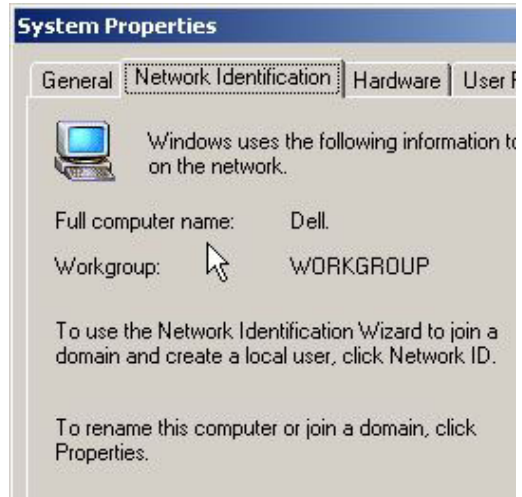 System Properties
General Network Identification Hardware User
Windows uses the following information to
on the network.
Full computer name: Dell.
Workgroup: WORKGROUP
To use the Network Identification Wizard to join a
domain and create a local user, click Network ID.
To rename this computer or join a domain, click
Properties.